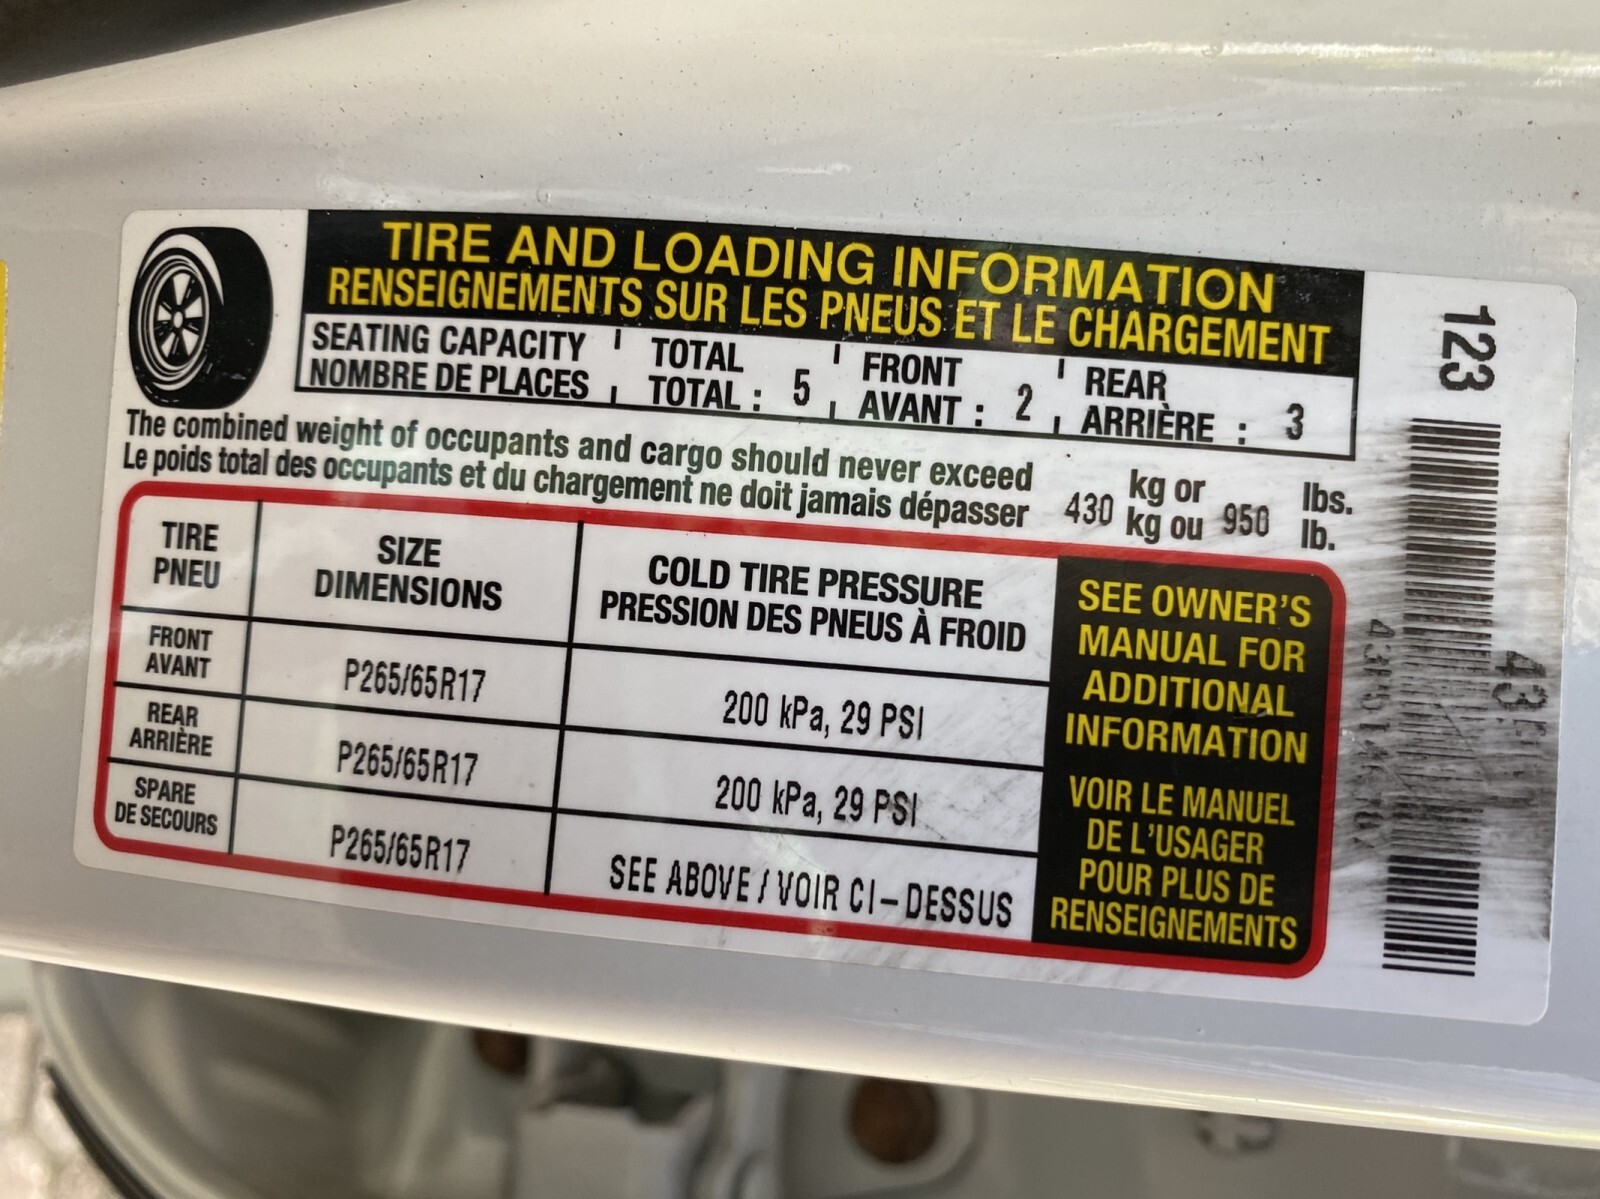 TIRE AND LOADING INFORMATION
RENSEIGNEMENTS SUR LES PNEUS ET LE CHARGEMENT
SEATING CAPACITY TOTAL FRONT REAR
NOMBRE DE PLACES TOTAL : 5 AVANT : 2 ARRIÈRE : 3
The combined weight of occupants and cargo should never exceed 430 kg or 950 lbs.
Le poids total des occupants et du chargement ne doit jamais dépasser kg ou lb.
TIRE
PNEU
SIZE
DIMENSIONS
COLD TIRE PRESSURE
PRESSION DES PNEUS À FROID
FRONT
AVANT
P265/65R17
200 kPa, 29 PSI
REAR
ARRIÈRE
P265/65R17
200 kPa, 29 PSI
SPARE
DE SECOURS
P265/65R17
SEE ABOVE / VOIR CI-DESSUS
SEE OWNER'S
MANUAL FOR
ADDITIONAL
INFORMATION
VOIR LE MANUEL
DE L'USAGER
POUR PLUS DE
RENSEIGNEMENTS
123